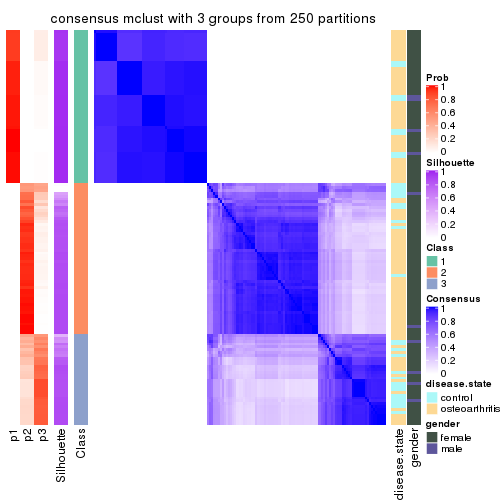 consensus mclust with 3 groups from 250 partitions
Prob
1
0.8
0.6
0.4
0.2
0
Silhouette
1
0.8
0.6
0.4
0.2
0
Class
1
2
3
Consensus
1
0.8
0.6
0.4
0.2
0
disease.state
control
osteoarthritis
gender
female
male
p1
p2
p3
Silhouette
Class
disease.state
gender